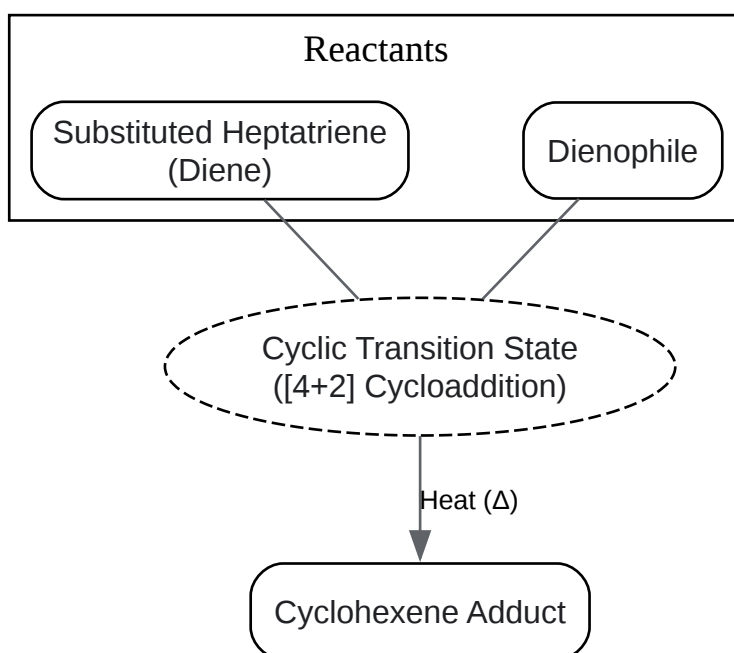 Reactants
Substituted Heptatriene
(Diene)
Dienophile
Cyclic Transition State
([4+2] Cycloaddition)
Heat (Δ)
Cyclohexene Adduct